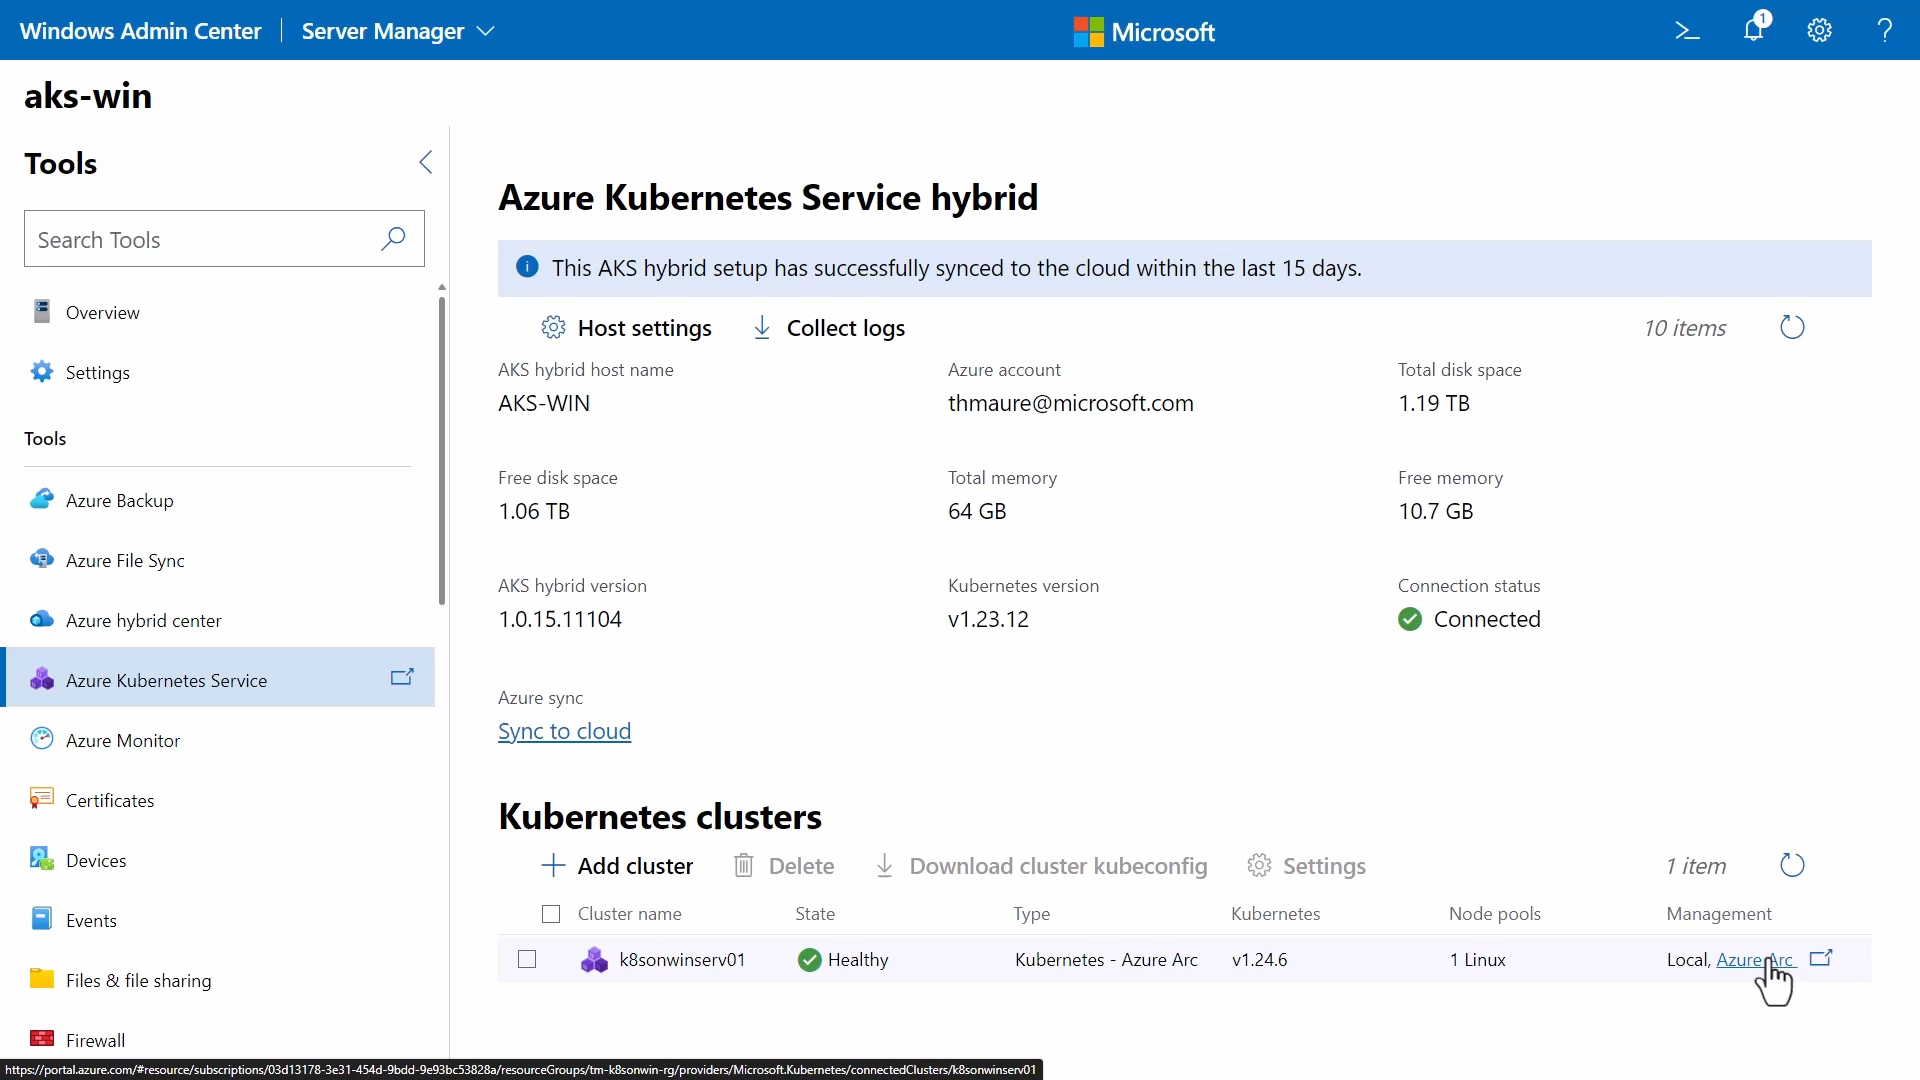 Windows Admin Center
Server Manager
Microsoft
1
aks-win
Tools
Search Tools
Overview
Settings
Tools
Azure Backup
Azure File Sync
Azure hybrid center
Azure Kubernetes Service
Azure Monitor
Certificates
Devices
Events
Files & file sharing
Firewall
Azure Kubernetes Service hybrid
This AKS hybrid setup has successfully synced to the cloud within the last 15 days.
Host settings
Collect logs
10 items
AKS hybrid host name
AKS-WIN
Azure account
thmaure@microsoft.com
Total disk space
1.19 TB
Free disk space
1.06 TB
Total memory
64 GB
Free memory
10.7 GB
AKS hybrid version
1.0.15.11104
Kubernetes version
v1.23.12
Connection status
Connected
Azure sync
Sync to cloud
Kubernetes clusters
Add cluster
Delete
Download cluster kubeconfig
Settings
1 item
Cluster name
State
Type
Kubernetes
Node pools
Management
k8sonwinserv01
Healthy
Kubernetes - Azure Arc
v1.24.6
1 Linux
Local, Azure Arc
https://portal.azure.com/#resource/subscriptions/03d13178-3e31-454d-9bdd-9e93bc53828a/resourceGroups/tm-k8sonwin-rg/providers/Microsoft.Kubernetes/connectedClusters/k8sonwinserv01